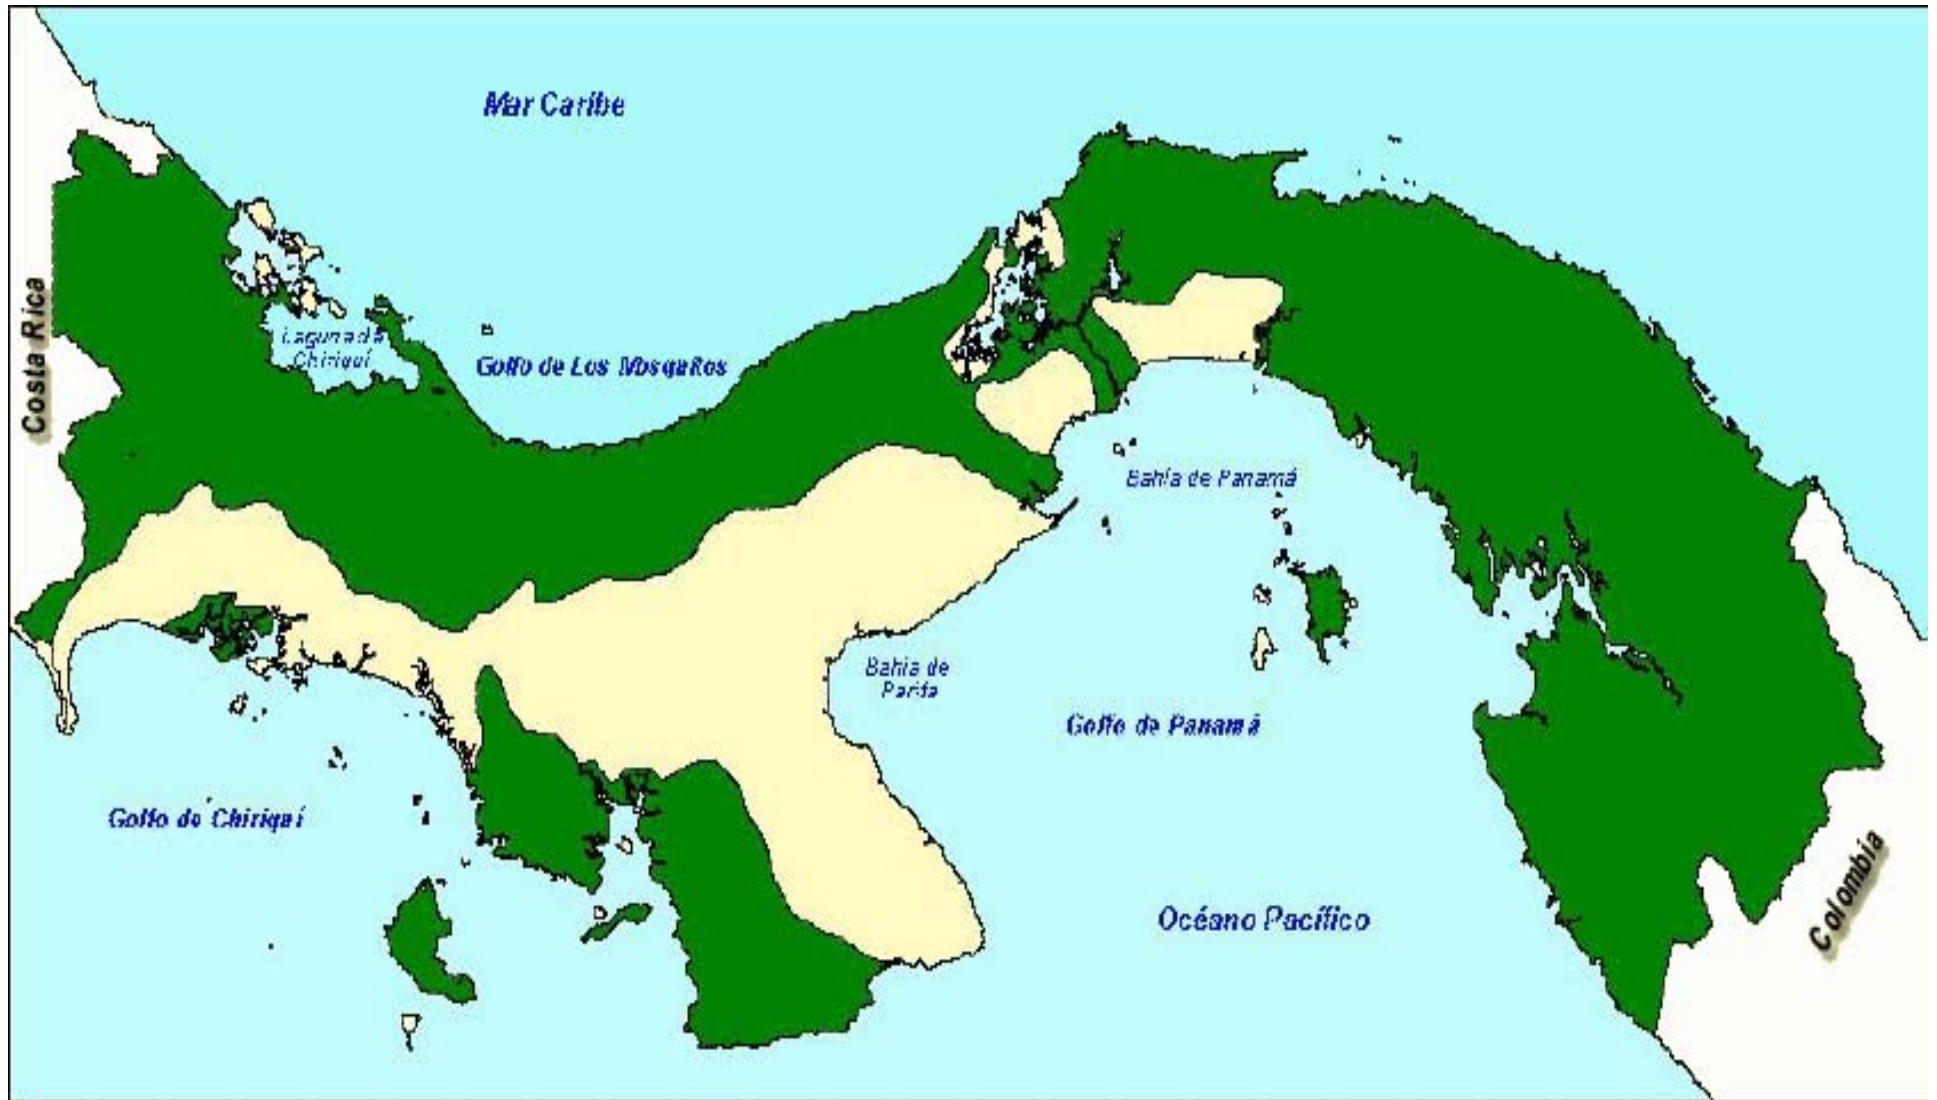 Mar Caribe
Costa Rica
Laguna de
Chiriquí
Golfo de Los Mosquitos
Bahía de Panamá
Bahía de
Parita
Golfo de Panamá
Golfo de Chiriquí
Océano Pacífico
Colombia